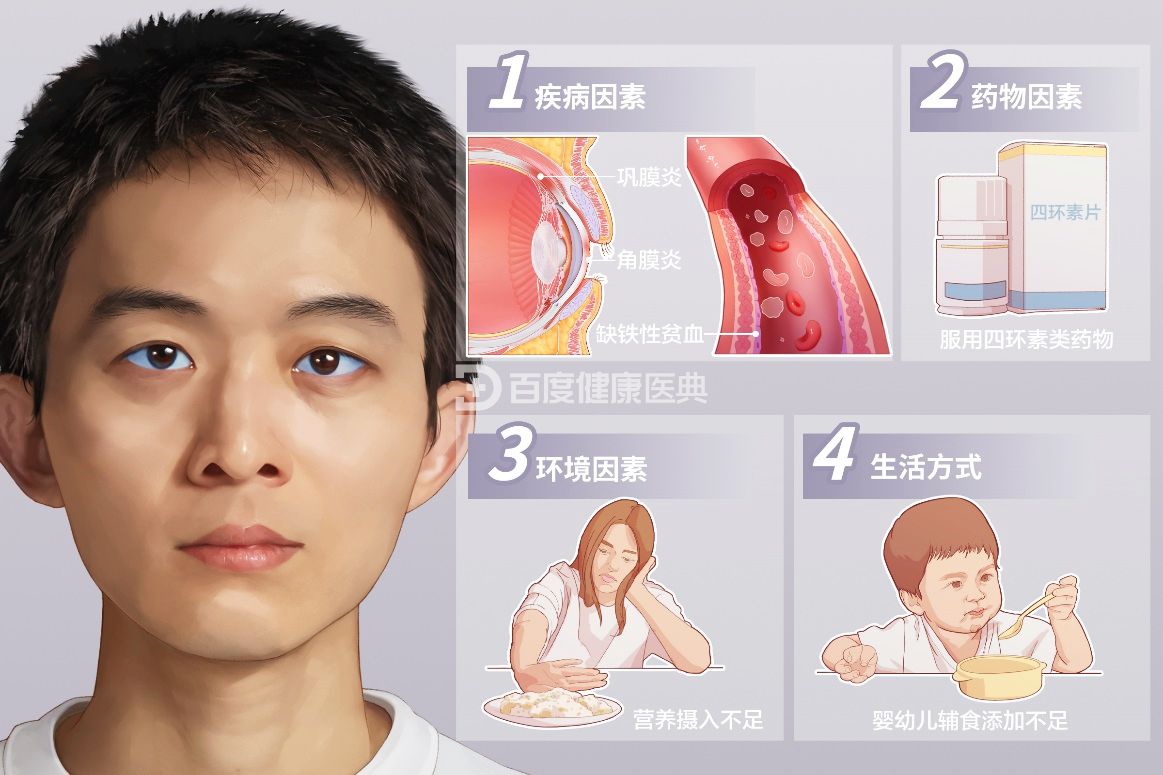 1 疾病因素
巩膜炎
角膜炎
缺铁性贫血
2 药物因素
四环素片
服用四环素类药物
百度健康医典
3 环境因素
营养摄入不足
4 生活方式
婴幼儿辅食添加不足